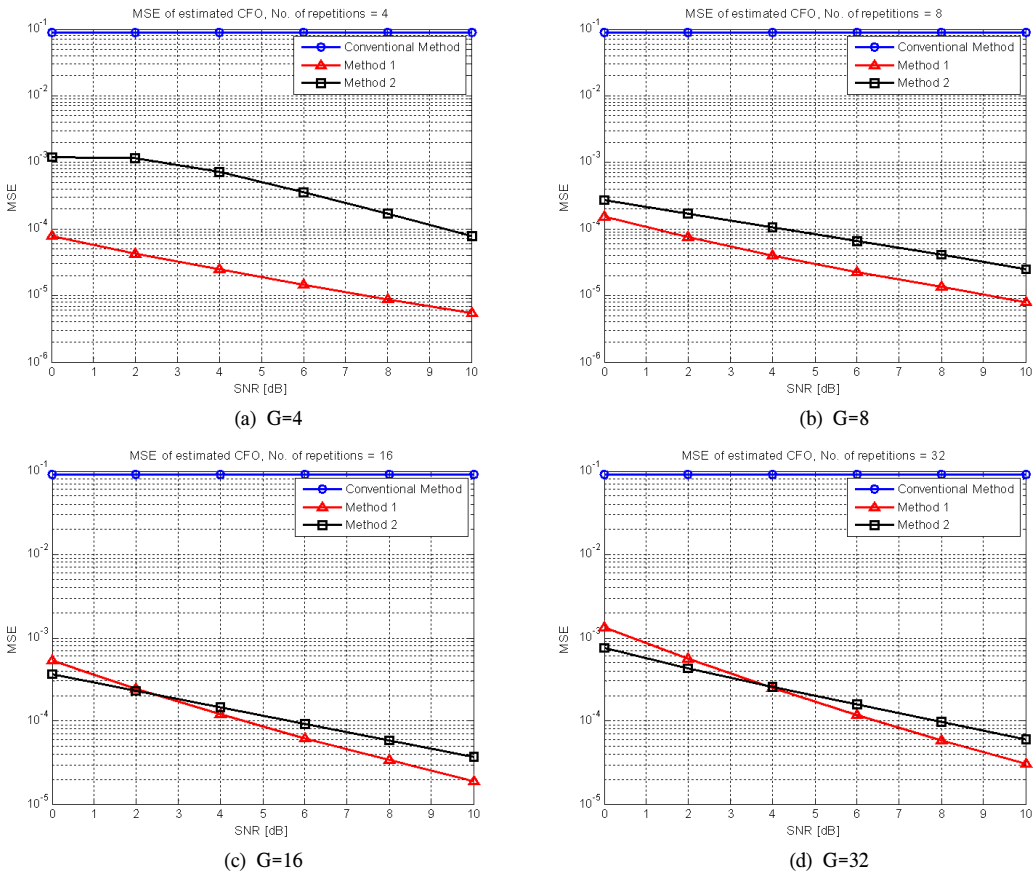 MSE of estimated CFO, No. of repetitions = 4
10^-1
10^-2
10^-3
10^-4
10^-5
10^-6
MSE
Conventional Method
Method 1
Method 2
0 1 2 3 4 5 6 7 8 9 10
SNR [dB]
(a) G=4
MSE of estimated CFO, No. of repetitions = 8
10^-1
10^-2
10^-3
10^-4
10^-5
10^-6
MSE
Conventional Method
Method 1
Method 2
0 1 2 3 4 5 6 7 8 9 10
SNR [dB]
(b) G=8
MSE of estimated CFO, No. of repetitions = 16
10^-1
10^-2
10^-3
10^-4
10^-5
MSE
Conventional Method
Method 1
Method 2
0 1 2 3 4 5 6 7 8 9 10
SNR [dB]
(c) G=16
MSE of estimated CFO, No. of repetitions = 32
10^-1
10^-2
10^-3
10^-4
10^-5
MSE
Conventional Method
Method 1
Method 2
0 1 2 3 4 5 6 7 8 9 10
SNR [dB]
(d) G=32